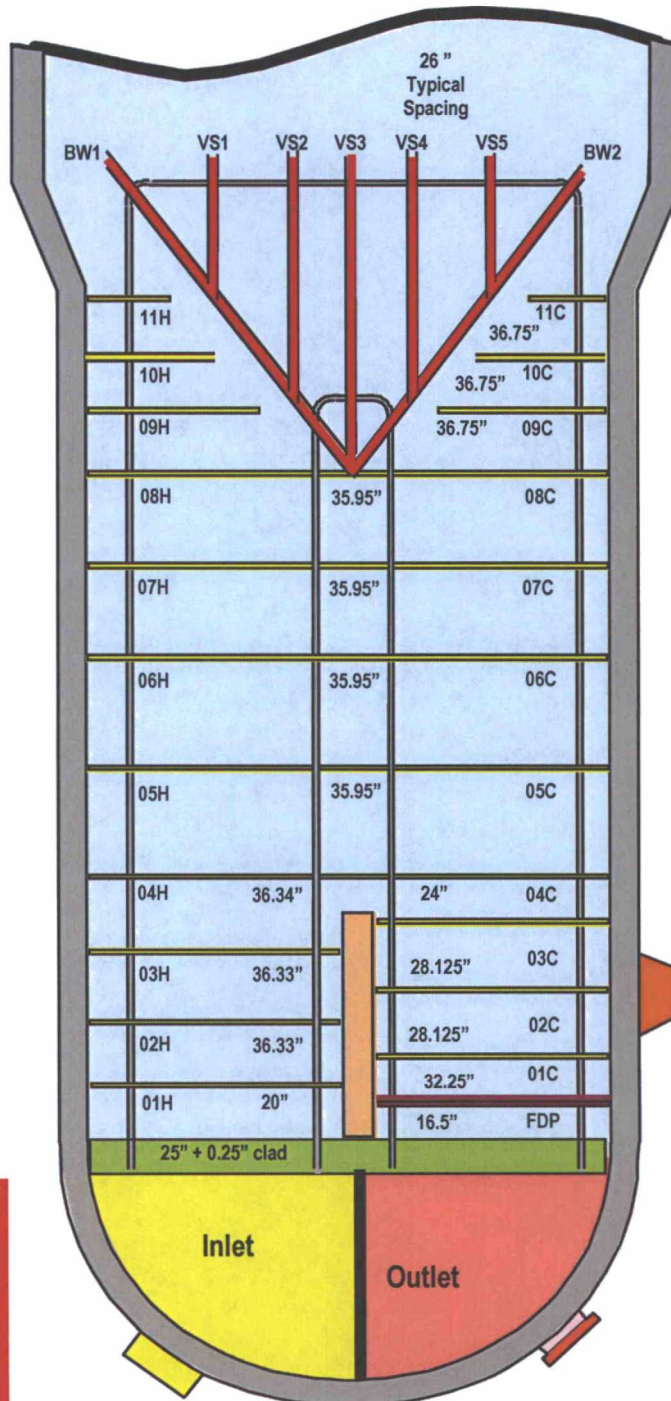 26 ”
Typical
Spacing
BW1 VS1 VS2 VS3 VS4 VS5 BW2
11H 11C
36.75”
10H 36.75” 10C
09H 36.75” 09C
08H 35.95” 08C
07H 35.95” 07C
06H 35.95” 06C
05H 35.95” 05C
04H 36.34” 24” 04C
03H 36.33” 28.125” 03C
02H 36.33” 28.125” 02C
32.25” 01C
01H 20”
16.5” FDP
25” + 0.25” clad
Inlet
Outlet